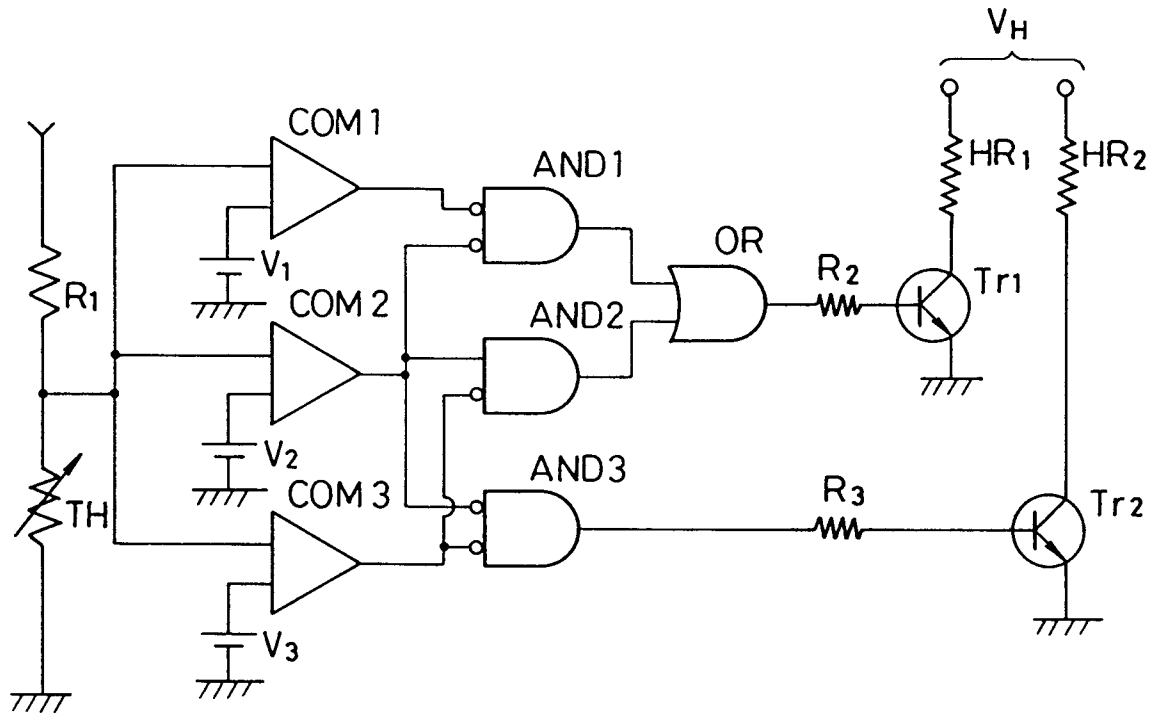 VH
COM1
HR1
HR2
AND1
V1
OR
R1
R2
Tr1
COM2
AND2
V2
AND3
COM3
R3
Tr2
TH
V3